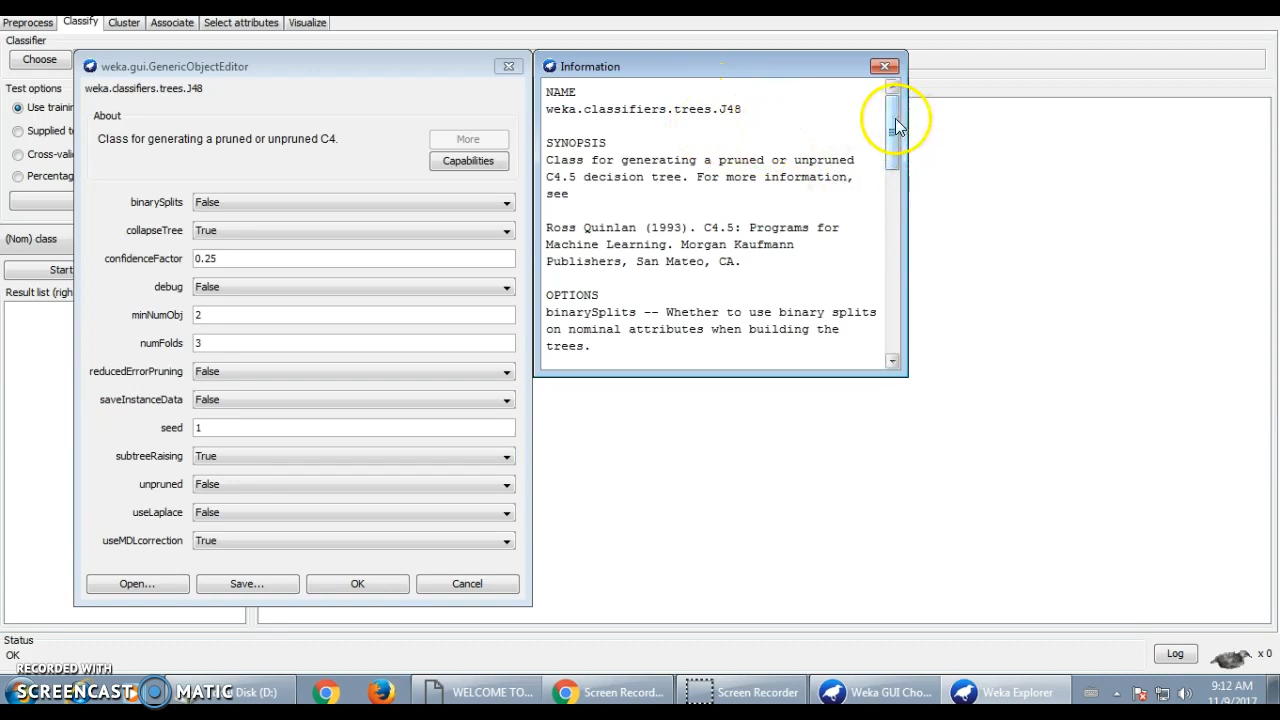 Preprocess Classify Cluster Associate Select attributes Visualize
Classifier
Choose
weka.gui.GenericObjectEditor
weka.classifiers.trees.J48
About
Class for generating a pruned or unpruned C4.
More
Capabilities
binarySplits False
collapseTree True
confidenceFactor 0.25
debug False
minNumObj 2
numFolds 3
reducedErrorPruning False
saveInstanceData False
seed 1
subtreeRaising True
unpruned False
useLaplace False
useMDLcorrection True
Open... Save... OK Cancel
Information
NAME
weka.classifiers.trees.J48
SYNOPSIS
Class for generating a pruned or unpruned
C4.5 decision tree. For more information,
see
Ross Quinlan (1993). C4.5: Programs for
Machine Learning. Morgan Kaufmann
Publishers, San Mateo, CA.
OPTIONS
binarySplits -- Whether to use binary splits
on nominal attributes when building the
trees.
Test options
Use trainin
Supplied t
Cross-vali
Percentag
(Nom) class
Start
Result list (righ
Status
OK
Log
x 0
RECORDED WITH
SCREENCAST MATIC
Disk (D:)
WELCOME TO...
Screen Record...
Screen Recorder
Weka GUI Cho...
Weka Explorer
9:12 AM
11/9/2017